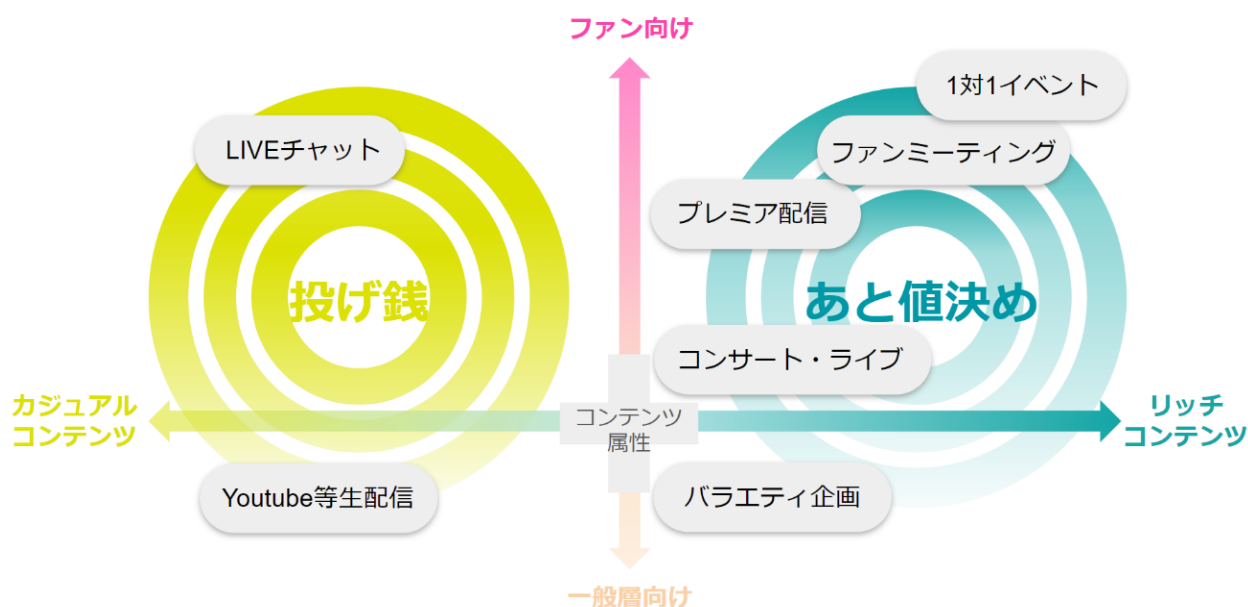 ファン向け
1対1イベント
LIVEチャット
ファンミーティング
プレミア配信
投げ銭
あと値決め
コンサート・ライブ
カジュアル
コンテンツ
コンテンツ
属性
リッチ
コンテンツ
Youtube等生配信
バラエティ企画
一般層向け